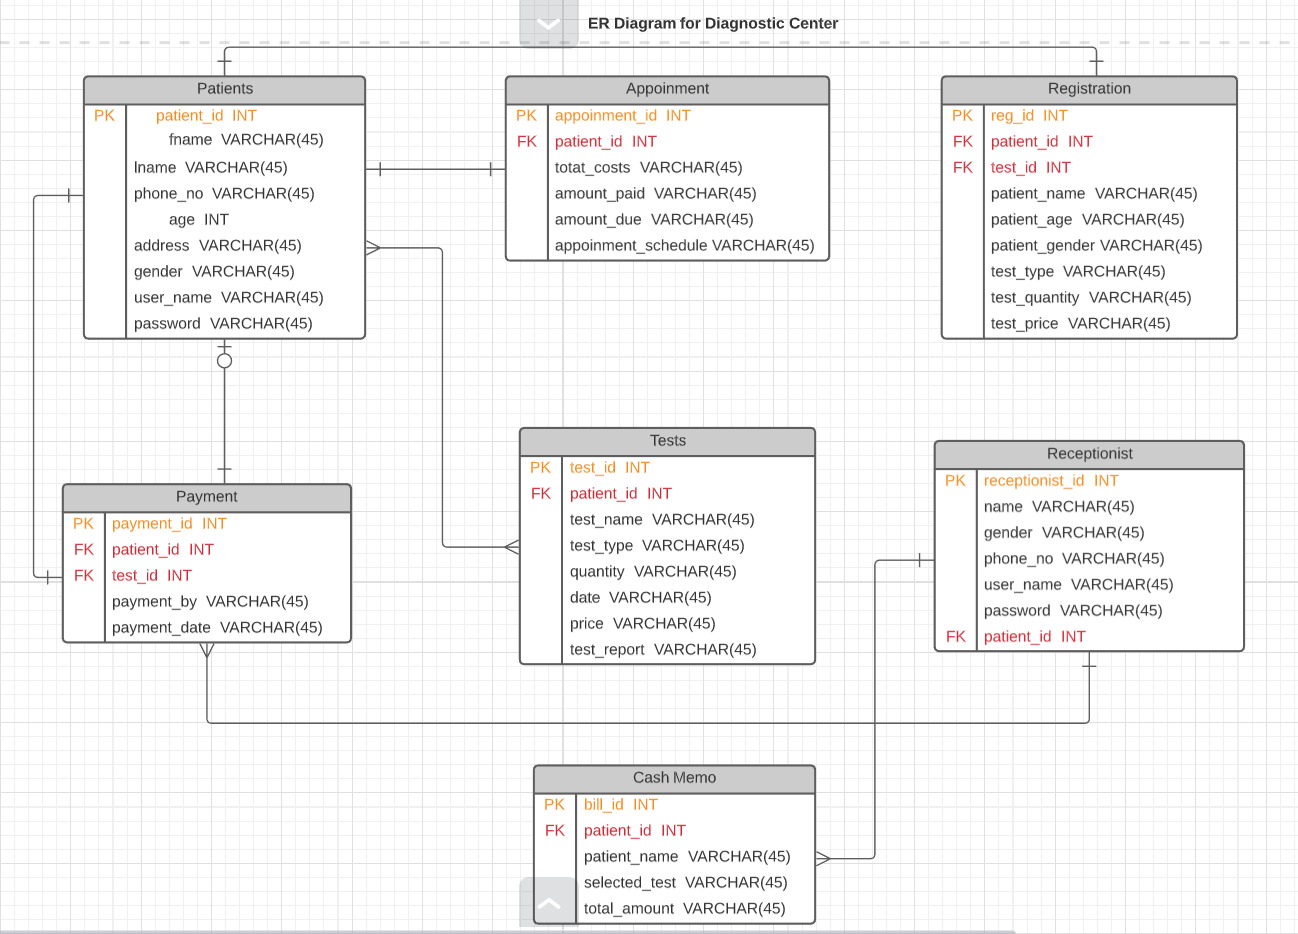 ER Diagram for Diagnostic Center
Patients
PK patient_id INT
fname VARCHAR(45)
lname VARCHAR(45)
phone_no VARCHAR(45)
age INT
address VARCHAR(45)
gender VARCHAR(45)
user_name VARCHAR(45)
password VARCHAR(45)
Appoinment
PK appoinment_id INT
FK patient_id INT
totat_costs VARCHAR(45)
amount_paid VARCHAR(45)
amount_due VARCHAR(45)
appoinment_schedule VARCHAR(45)
Registration
PK reg_id INT
FK patient_id INT
FK test_id INT
patient_name VARCHAR(45)
patient_age VARCHAR(45)
patient_gender VARCHAR(45)
test_type VARCHAR(45)
test_quantity VARCHAR(45)
test_price VARCHAR(45)
Payment
PK payment_id INT
FK patient_id INT
FK test_id INT
payment_by VARCHAR(45)
payment_date VARCHAR(45)
Tests
PK test_id INT
FK patient_id INT
test_name VARCHAR(45)
test_type VARCHAR(45)
quantity VARCHAR(45)
date VARCHAR(45)
price VARCHAR(45)
test_report VARCHAR(45)
Receptionist
PK receptionist_id INT
name VARCHAR(45)
gender VARCHAR(45)
phone_no VARCHAR(45)
user_name VARCHAR(45)
password VARCHAR(45)
FK patient_id INT
Cash Memo
PK bill_id INT
FK patient_id INT
patient_name VARCHAR(45)
selected_test VARCHAR(45)
total_amount VARCHAR(45)